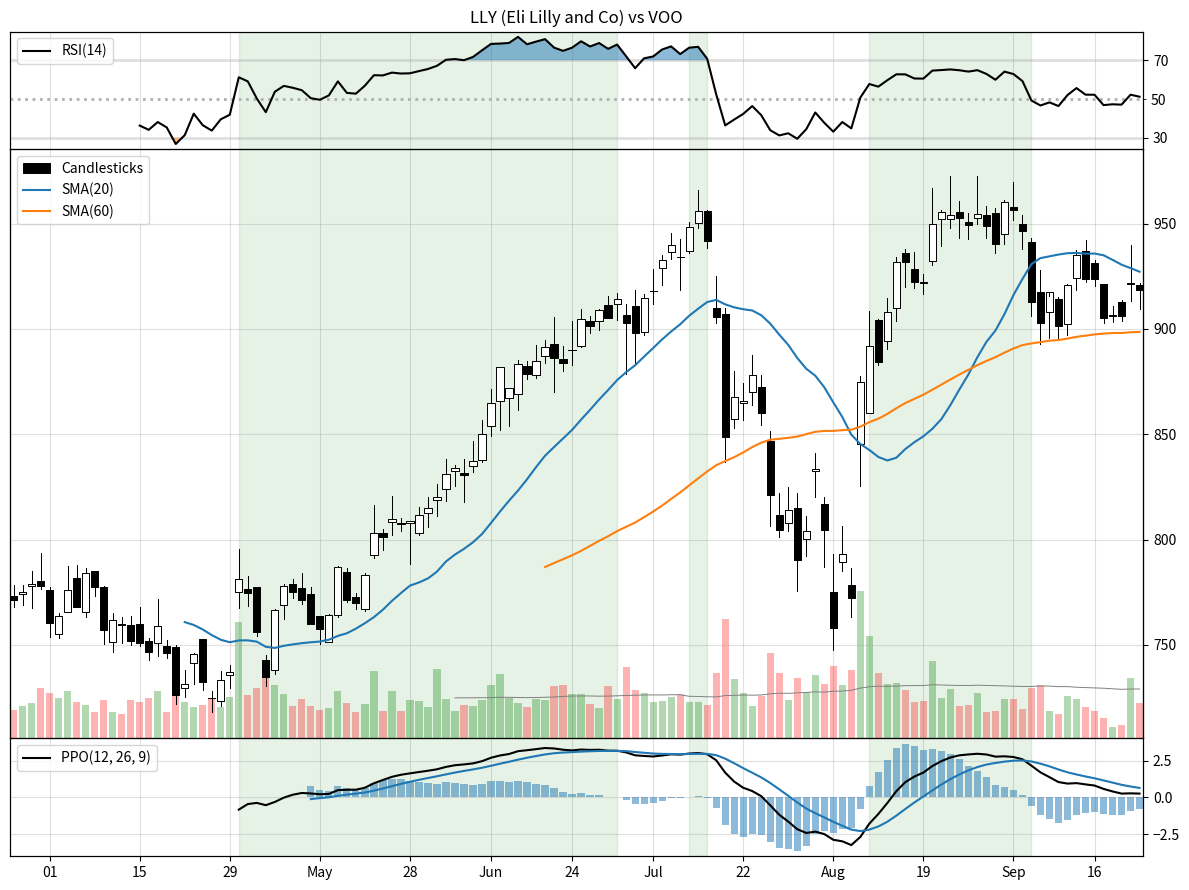 LLY (Eli Lilly and Co) vs VOO
RSI(14)
70
50
30
Candlesticks
SMA(20)
SMA(60)
950
900
850
800
750
PPO(12, 26, 9)
2.5
0.0
−2.5
01 15 29 May 28 Jun 24 Jul 22 Aug 19 Sep 16